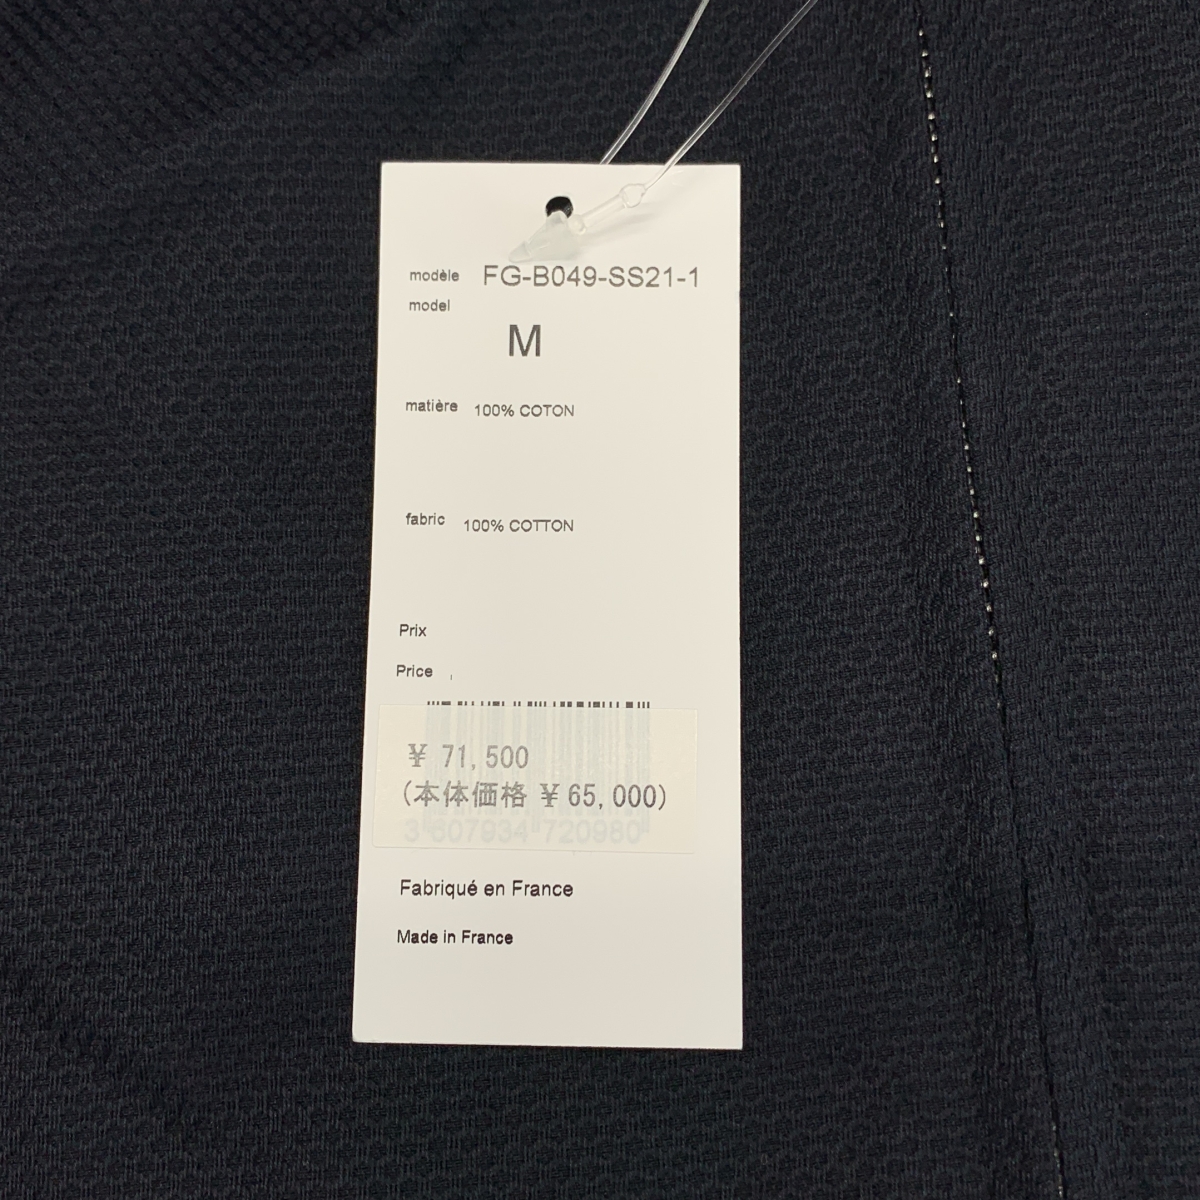 modèle FG-B049-SS21-1
model
M
matière 100% COTON
fabric 100% COTTON
Prix
Price
¥ 71,500
(本体価格 ¥ 65,000)
3 607934 720980
Fabriqué en France
Made in France